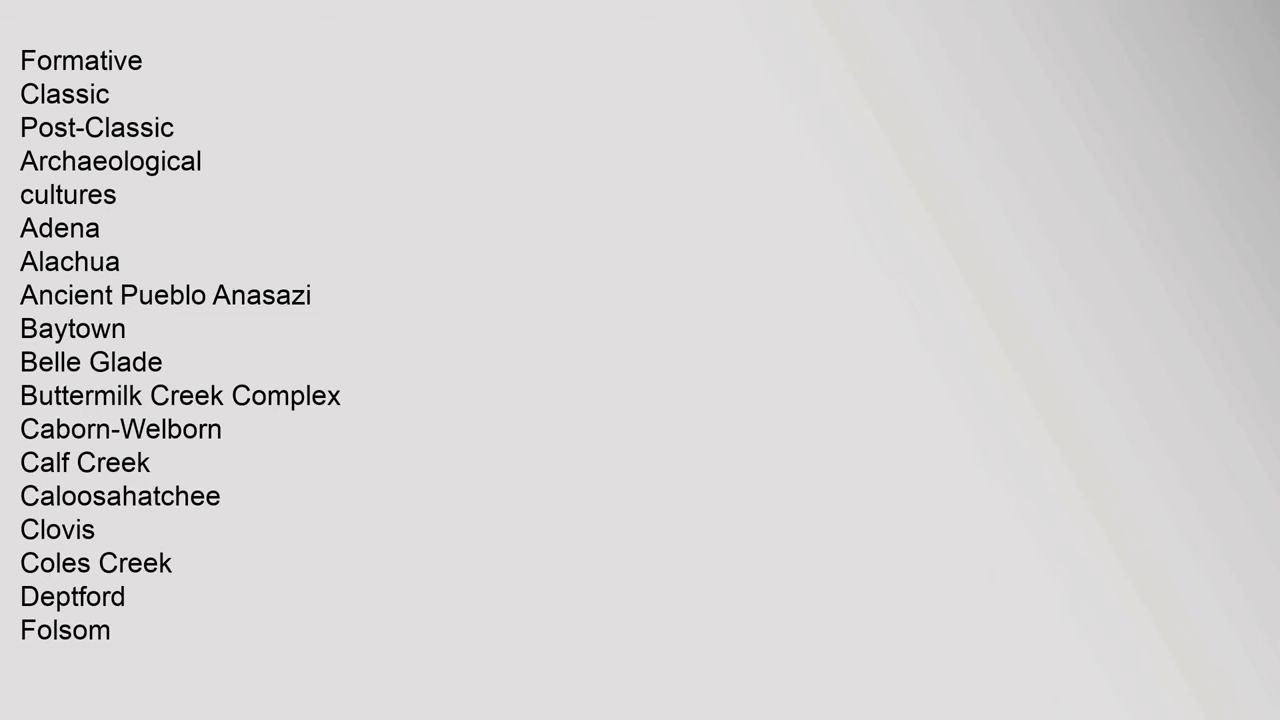 Formative
Classic
Post-Classic
Archaeological
cultures
Adena
Alachua
Ancient Pueblo Anasazi
Baytown
Belle Glade
Buttermilk Creek Complex
Caborn-Welborn
Calf Creek
Caloosahatchee
Clovis
Coles Creek
Deptford
Folsom